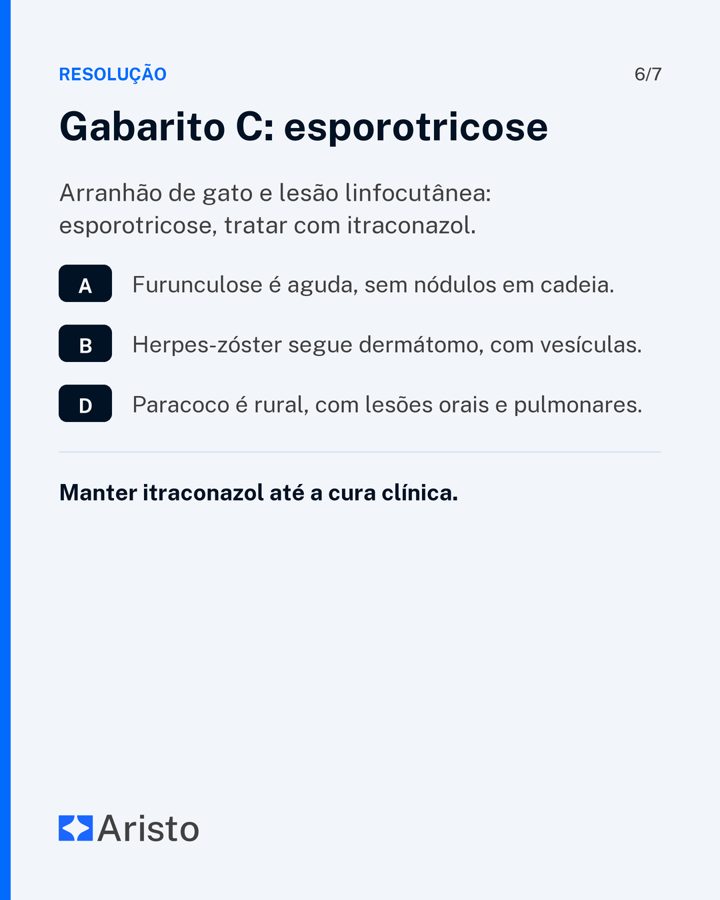 RESOLUÇÃO
6/7
Gabarito C: esporotricose
Arranhão de gato e lesão linfocutânea:
esporotricose, tratar com itraconazol.
A Furunculose é aguda, sem nódulos em cadeia.
B Herpes-zóster segue dermátomo, com vesículas.
D Paracoco é rural, com lesões orais e pulmonares.
Manter itraconazol até a cura clínica.
Aristo